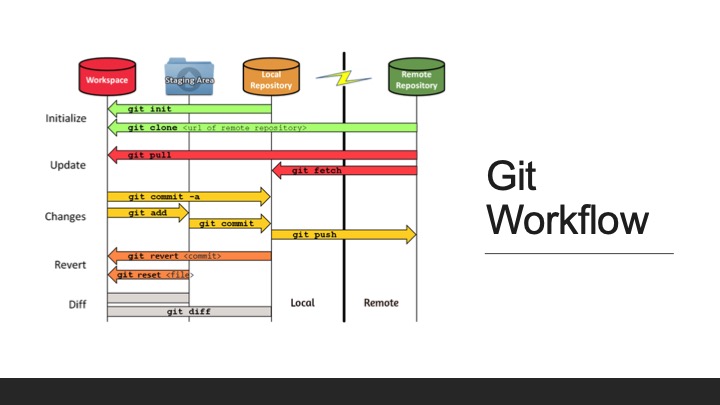 Workspace
Staging Area
Local
Repository
Remote
Repository
Initialize
git init
git clone <url of remote repository>
Update
git pull
git fetch
Changes
git commit -a
git add
git commit
git push
Revert
git revert <commit>
git reset <file>
Diff
git diff
Local
Remote
Git
Workflow